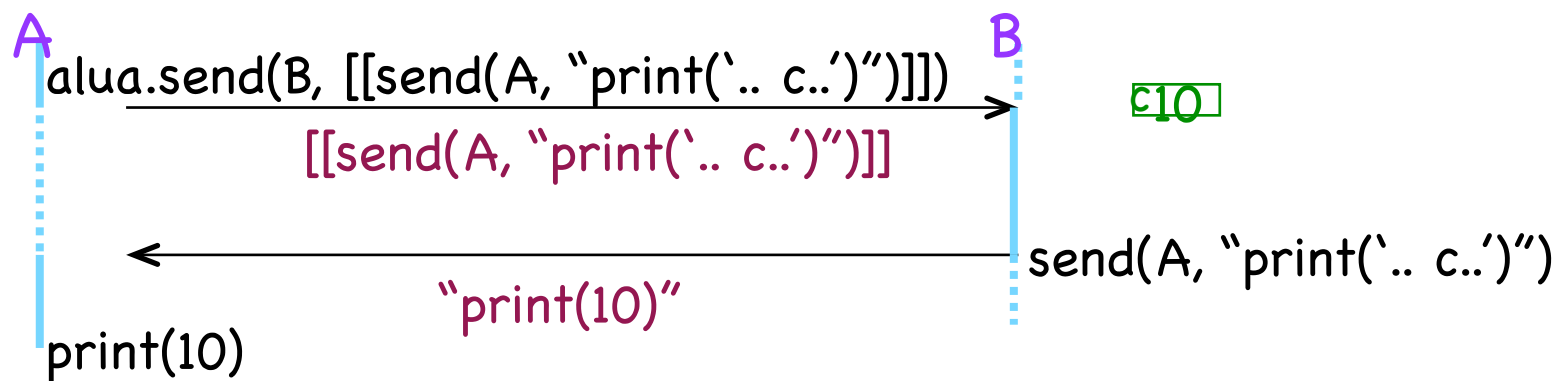 A
B
alua.send(B, [[send(A, “print(‘.. c..’)”)]])
c10
[[send(A, “print(‘.. c..’)”)]]
send(A, “print(‘.. c..’)”)
“print(10)”
print(10)